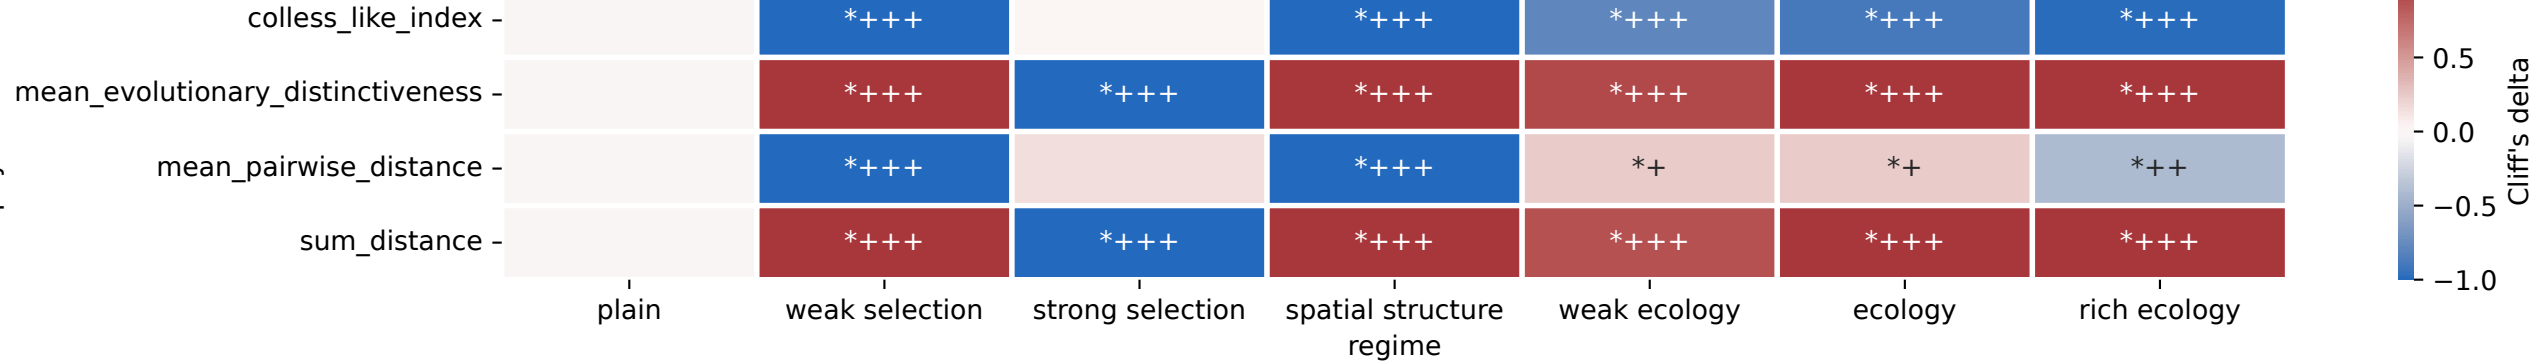 colless_like_index *+++ *+++ *+++ *+++ *+++
mean_evolutionary_distinctiveness *+++ *+++ *+++ *+++ *+++ *+++
mean_pairwise_distance *+++ *+++ *+ *+ *++
sum_distance *+++ *+++ *+++ *+++ *+++ *+++
plain weak selection strong selection spatial structure weak ecology ecology rich ecology
regime
0.5
0.0
−0.5
−1.0
Cliff's delta